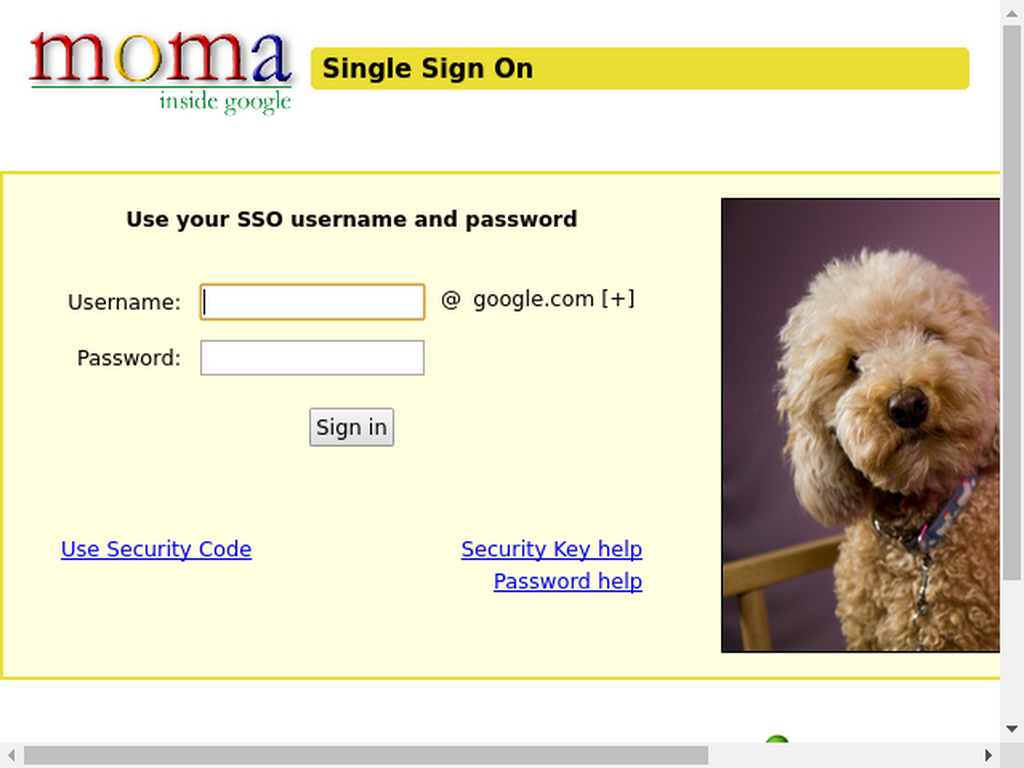 moma
inside google
Single Sign On
Use your SSO username and password
Username:
@ google.com [+]
Password:
Sign in
Use Security Code
Security Key help
Password help